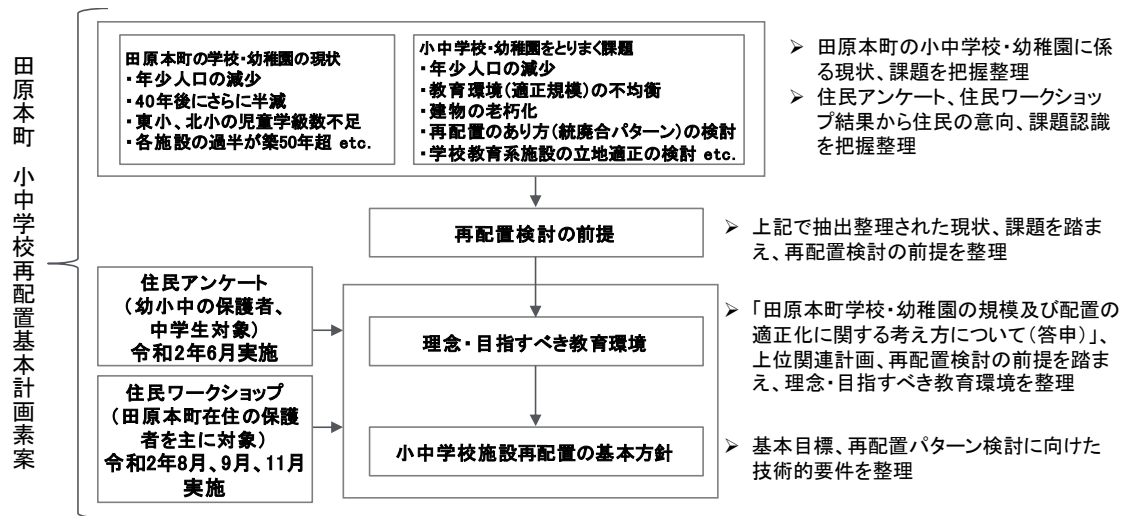 田原本町 小中学校再配置基本計画素案
田原本町の学校・幼稚園の現状
・年少人口の減少
・40年後にさらに半減
・東小、北小の児童学級数不足
・各施設の過半が築50年超 etc.
小中学校・幼稚園をとりまく課題
・年少人口の減少
・教育環境(適正規模)の不均衡
・建物の老朽化
・再配置のあり方(統廃合パターン)の検討
・学校教育系施設の立地適正の検討 etc.
➢ 田原本町の小中学校・幼稚園に係
る現状、課題を把握整理
➢ 住民アンケート、住民ワークショッ
プ結果から住民の意向、課題認識
を把握整理
再配置検討の前提
➢ 上記で抽出整理された現状、課題を踏ま
え、再配置検討の前提を整理
住民アンケート
(幼小中の保護者、
中学生対象)
令和2年6月実施
理念・目指すべき教育環境
➢ 「田原本町学校・幼稚園の規模及び配置の
適正化に関する考え方について(答申)」、
上位関連計画、再配置検討の前提を踏ま
え、理念・目指すべき教育環境を整理
住民ワークショップ
(田原本町在住の保護
者を主に対象)
令和2年8月、9月、11月
実施
小中学校施設再配置の基本方針
➢ 基本目標、再配置パターン検討に向けた
技術的要件を整理